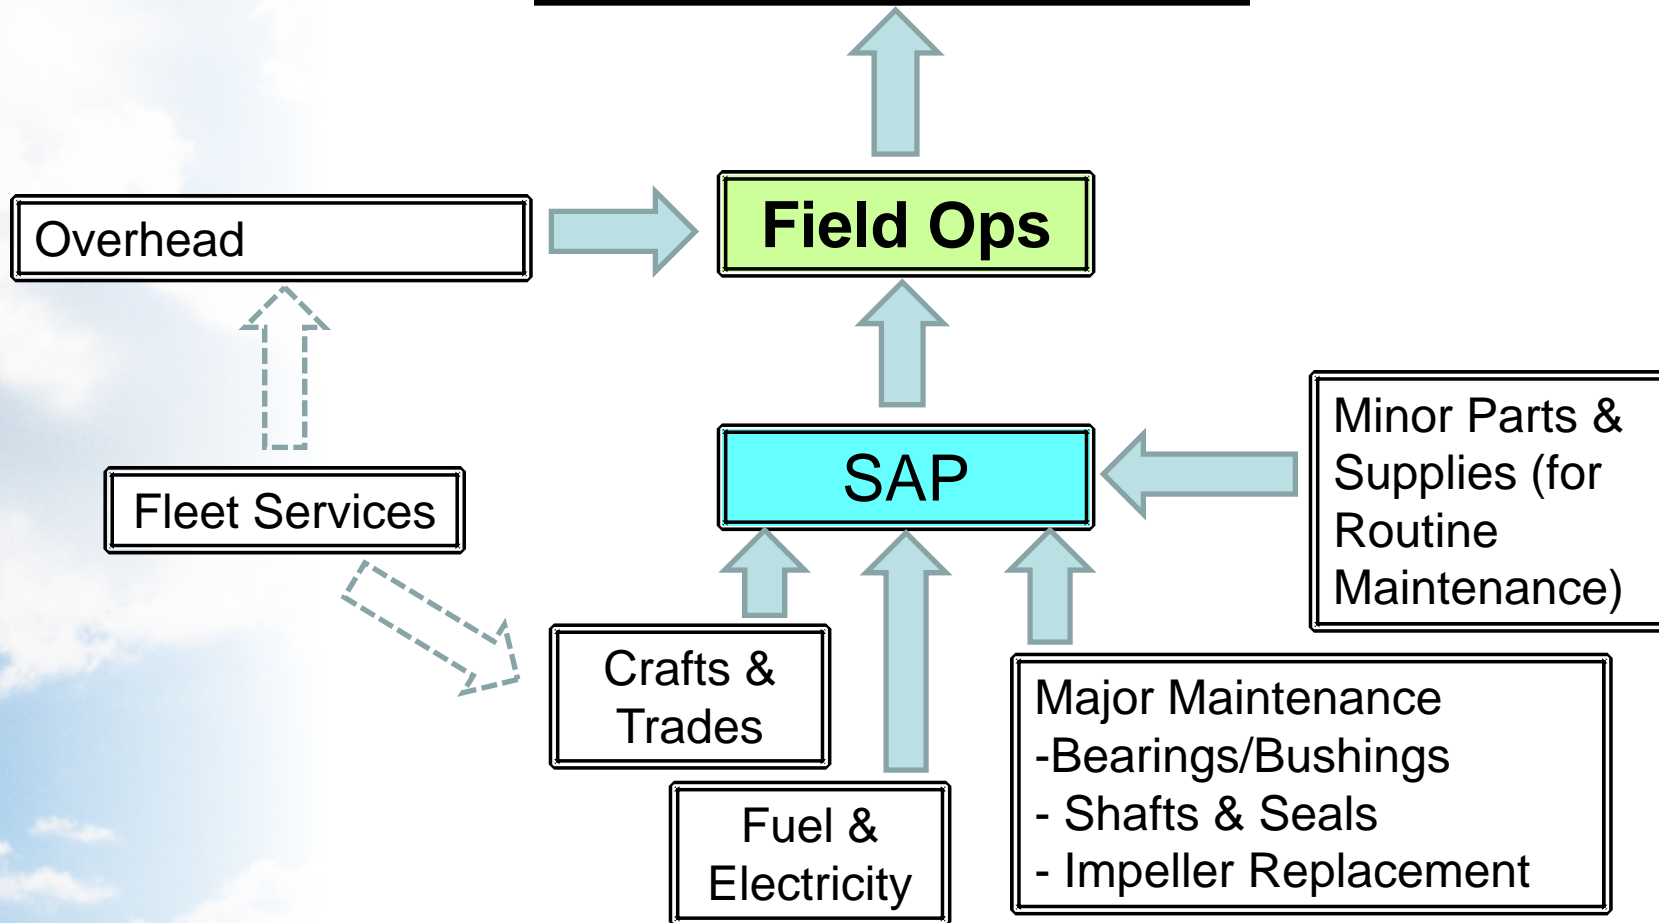 Field Ops
Overhead
SAP
Minor Parts &
Supplies (for
Routine
Maintenance)
Fleet Services
Crafts &
Trades
Major Maintenance
-Bearings/Bushings
- Shafts & Seals
- Impeller Replacement
Fuel &
Electricity